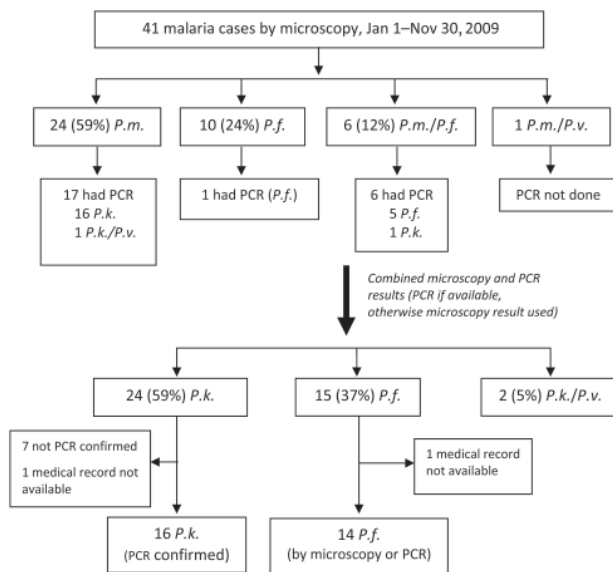 41 malaria cases by microscopy, Jan 1–Nov 30, 2009
24 (59%) P.m.
10 (24%) P.f.
6 (12%) P.m./P.f.
1 P.m./P.v.
17 had PCR
16 P.k.
1 P.k./P.v.
1 had PCR (P.f.)
6 had PCR
5 P.f.
1 P.k.
PCR not done
Combined microscopy and PCR
results (PCR if available,
otherwise microscopy result used)
24 (59%) P.k.
15 (37%) P.f.
2 (5%) P.k./P.v.
7 not PCR confirmed
1 medical record not
available
1 medical record
not available
16 P.k.
(PCR confirmed)
14 P.f.
(by microscopy or PCR)